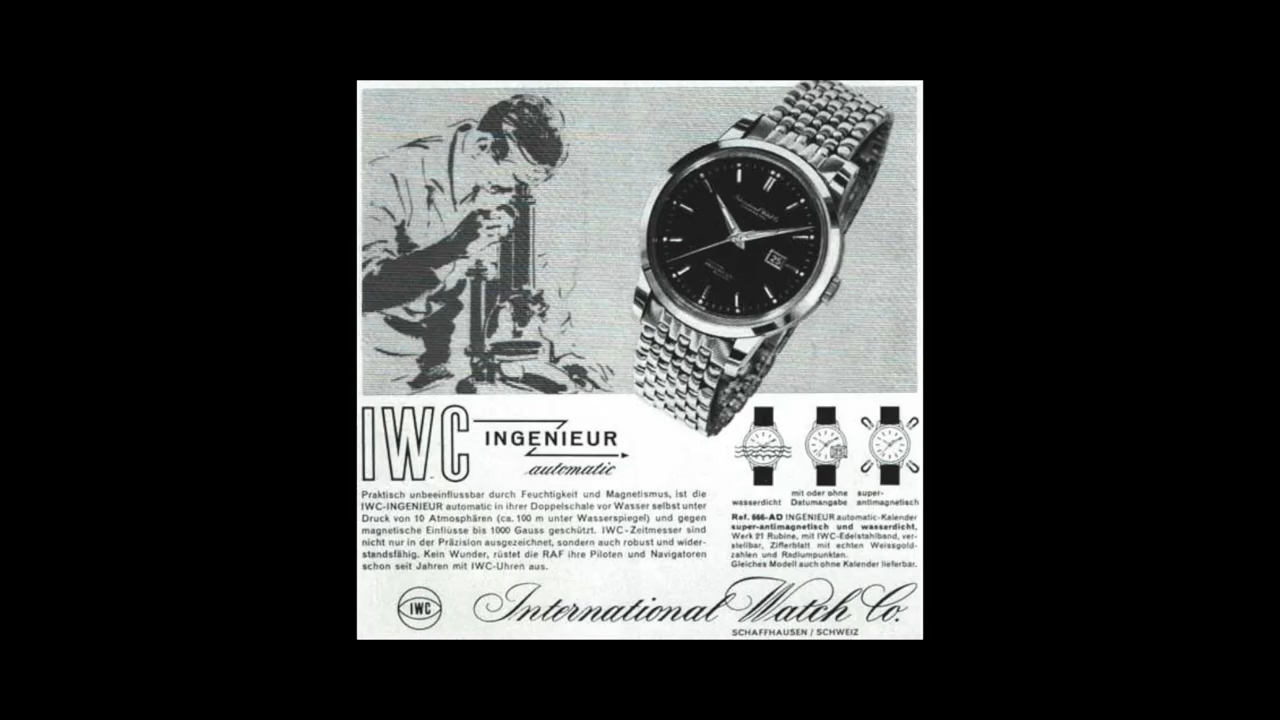 International Watch Co
25
IWC
INGENIEUR
automatic
Praktisch unbeeinflussbar durch Feuchtigkeit und Magnetismus, ist die
IWC-INGENIEUR automatic in ihrer Doppelschale vor Wasser selbst unter
Druck von 10 Atmosphären (ca. 100 m unter Wasserspiegel) und gegen
magnetische Einflüsse bis 1000 Gauss geschützt. IWC-Zeitmesser sind
nicht nur in der Präzision ausgezeichnet, sondern auch robust und wider-
standsfähig. Kein Wunder, rüstet die RAF ihre Piloten und Navigatoren
schon seit Jahren mit IWC-Uhren aus.
wasserdicht
mit oder ohne
Datumangabe
super-
antimagnetisch
Ref. 666-AD INGENIEUR automatic-Kalender
super-antimagnetisch und wasserdicht,
Werk 21 Rubine, mit IWC-Edelstahlband, ver-
stellbar, Zifferblatt mit echten Weissgold-
zahlen und Radiumpunkten.
Gleiches Modell auch ohne Kalender lieferbar.
IWC
International Watch Co.
SCHAFFHAUSEN / SCHWEIZ